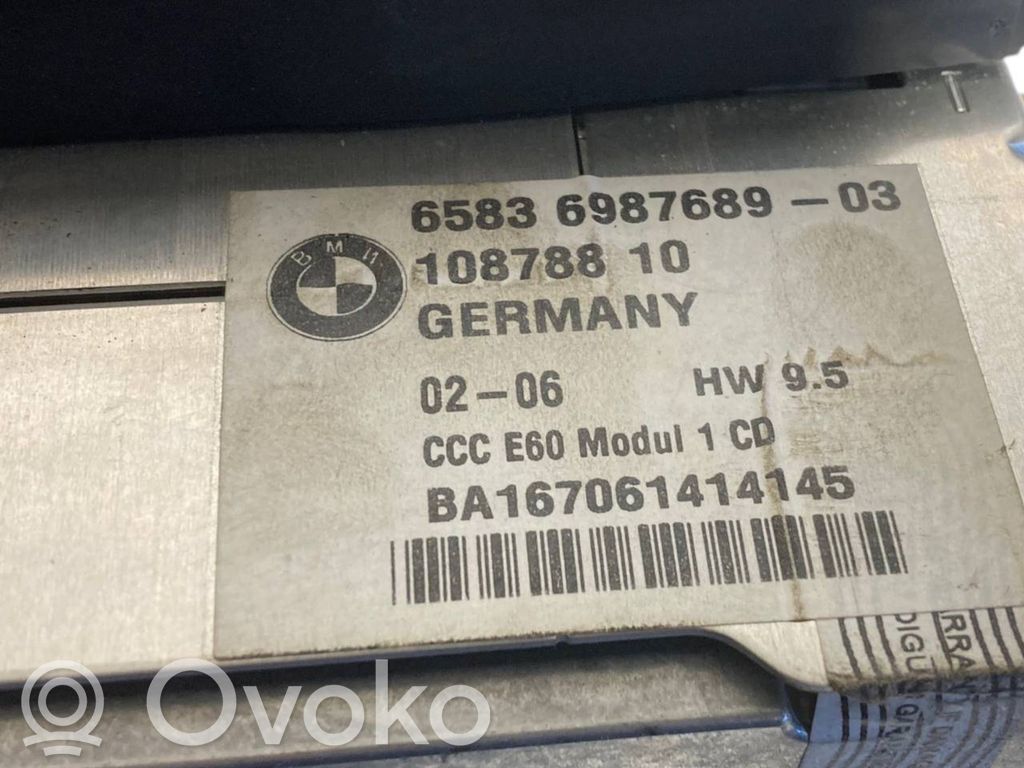 T
6583 6987689-03
BMW
108788 10
GERMANY
02-06 HW 9.5
CCC E60 Modul 1 CD
BA167061414145
Ovoko